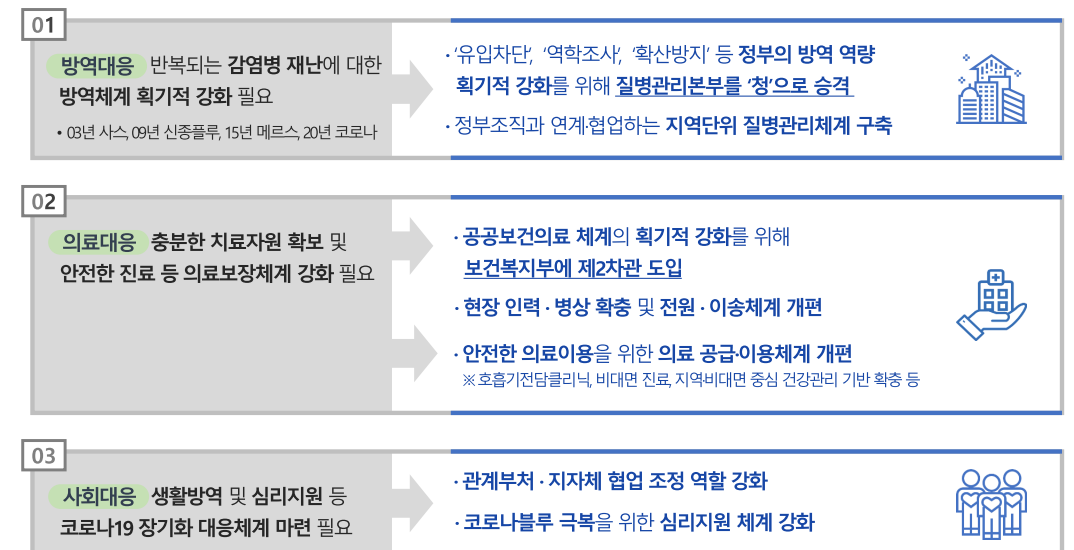 01
방역대응 반복되는 감염병 재난에 대한
방역체계 획기적 강화 필요
• 03년 사스, 09년 신종플루, 15년 메르스, 20년 코로나
· ‘유입차단’, ‘역학조사’, ‘확산방지’ 등 정부의 방역 역량
획기적 강화를 위해 질병관리본부를 ‘청’으로 승격
· 정부조직과 연계·협업하는 지역단위 질병관리체계 구축
02
의료대응 충분한 치료자원 확보 및
안전한 진료 등 의료보장체계 강화 필요
· 공공보건의료 체계의 획기적 강화를 위해
보건복지부에 제2차관 도입
· 현장 인력 · 병상 확충 및 전원 · 이송체계 개편
· 안전한 의료이용을 위한 의료 공급·이용체계 개편
※ 호흡기전담클리닉, 비대면 진료, 지역·비대면 중심 건강관리 기반 확충 등
03
사회대응 생활방역 및 심리지원 등
코로나19 장기화 대응체계 마련 필요
· 관계부처 · 지자체 협업 조정 역할 강화
· 코로나블루 극복을 위한 심리지원 체계 강화